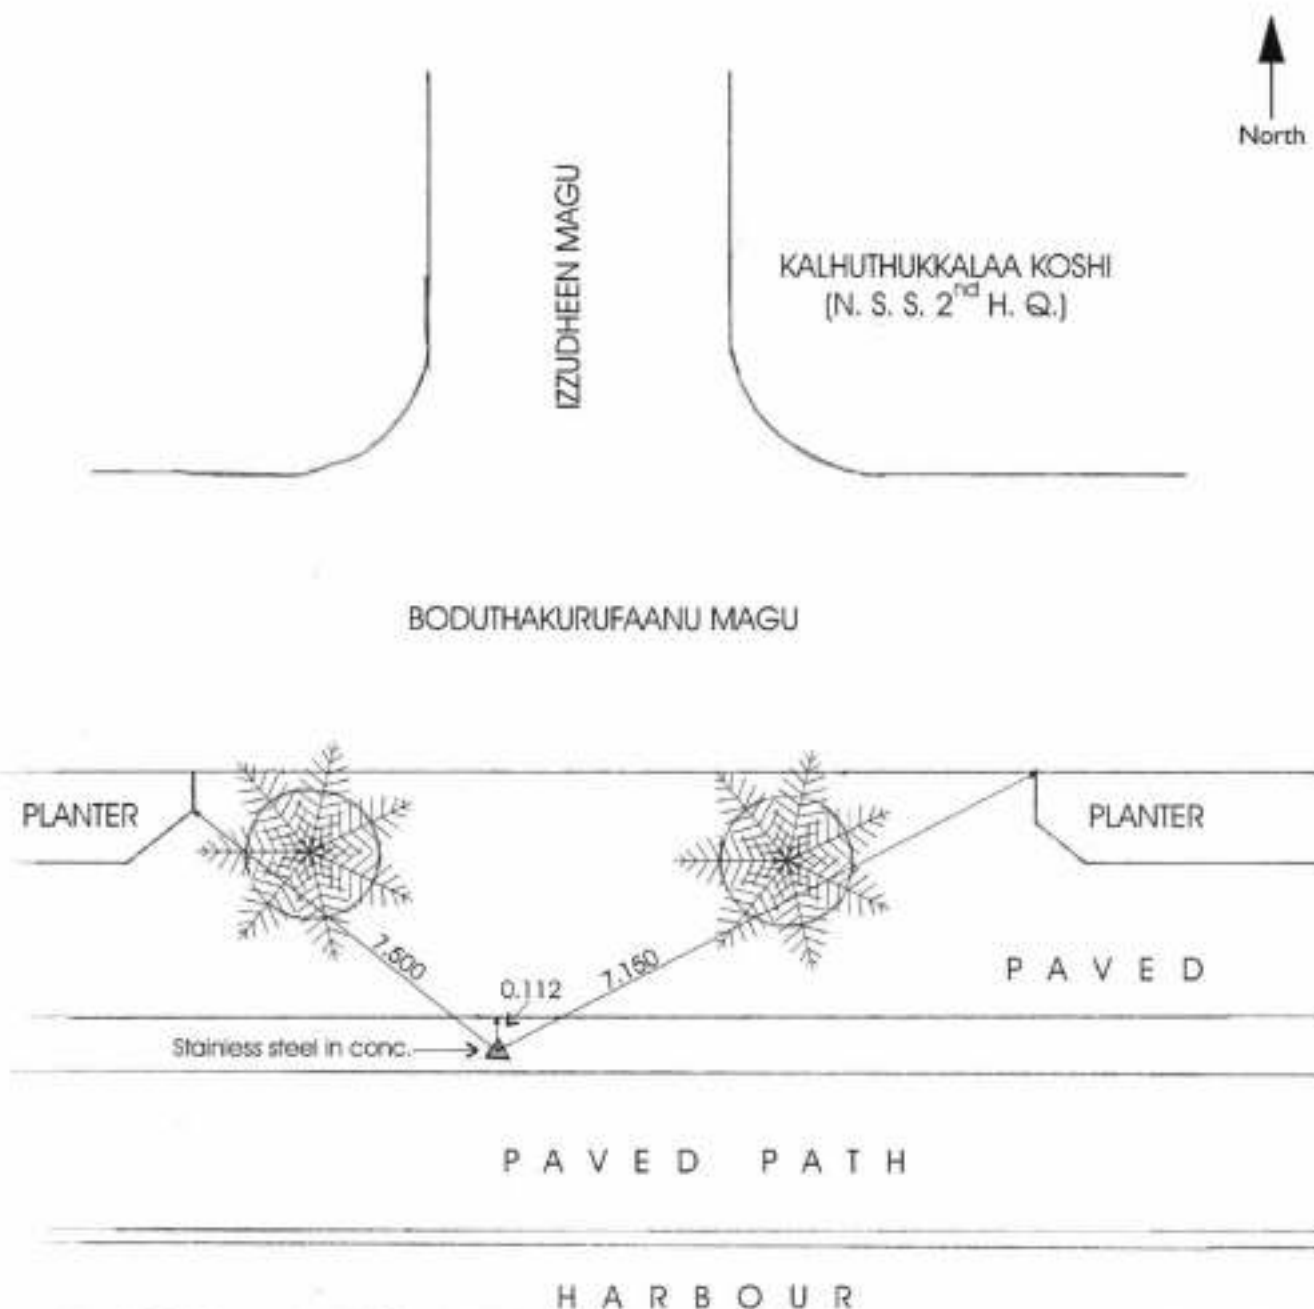 North
IZZUDHEEN MAGU
KALHUTHUKKALAA KOSHI
(N. S. S. 2nd H. Q.)
BODUTHAKURUFAANU MAGU
PLANTER
PLANTER
7.500
7.150
0.112
PAVED
Stainless steel in conc.
PAVED PATH
HARBOUR